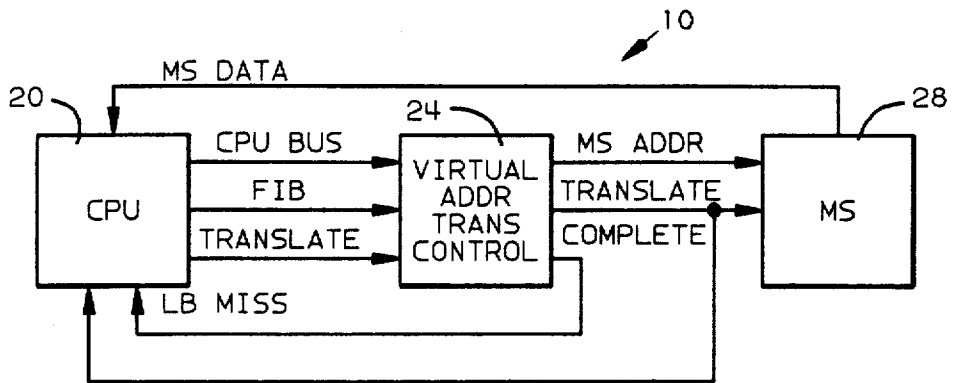 10
MS DATA
20
24
28
CPU BUS
MS ADDR
VIRTUAL
ADDR
TRANS
CONTROL
CPU
FIB
TRANSLATE
MS
TRANSLATE
COMPLETE
LB MISS